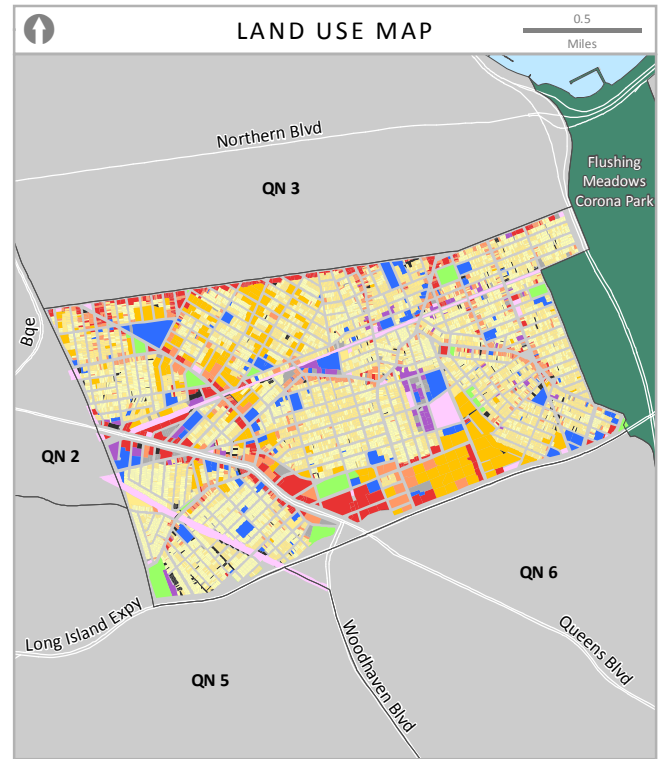 LAND USE MAP
0.5
Miles
Northern Blvd
QN 3
Flushing
Meadows
Corona Park
Bqe
QN 2
QN 6
Long Island Expy
QN 5
Woodhaven Blvd
Queens Blvd